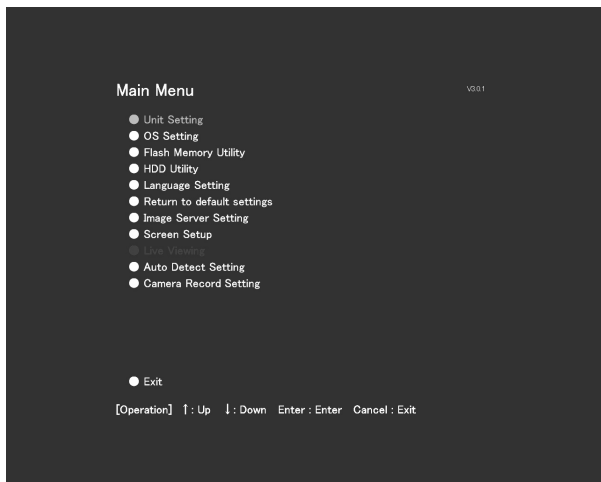 Main Menu
V3.0.1
Unit Setting
OS Setting
Flash Memory Utility
HDD Utility
Language Setting
Return to default settings
Image Server Setting
Screen Setup
Live Viewing
Auto Detect Setting
Camera Record Setting
Exit
[Operation] ↑ : Up ↓ : Down Enter : Enter Cancel : Exit